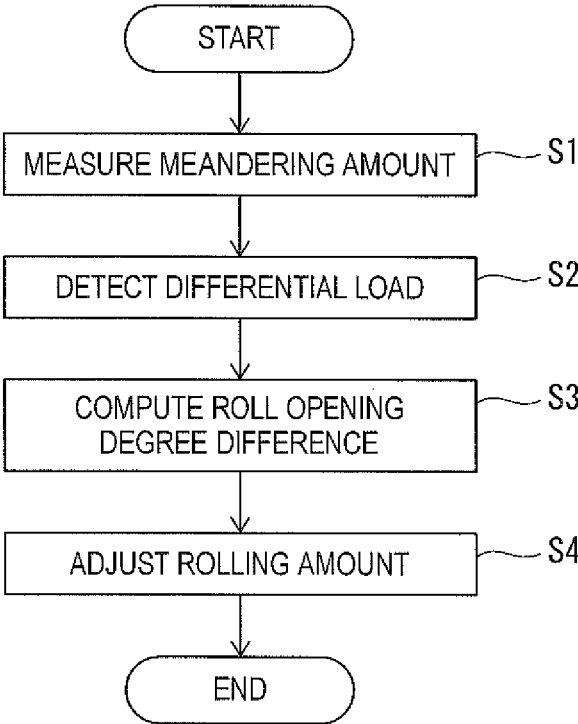 START
MEASURE MEANDERING AMOUNT
S1
DETECT DIFFERENTIAL LOAD
S2
COMPUTE ROLL OPENING
DEGREE DIFFERENCE
S3
ADJUST ROLLING AMOUNT
S4
END